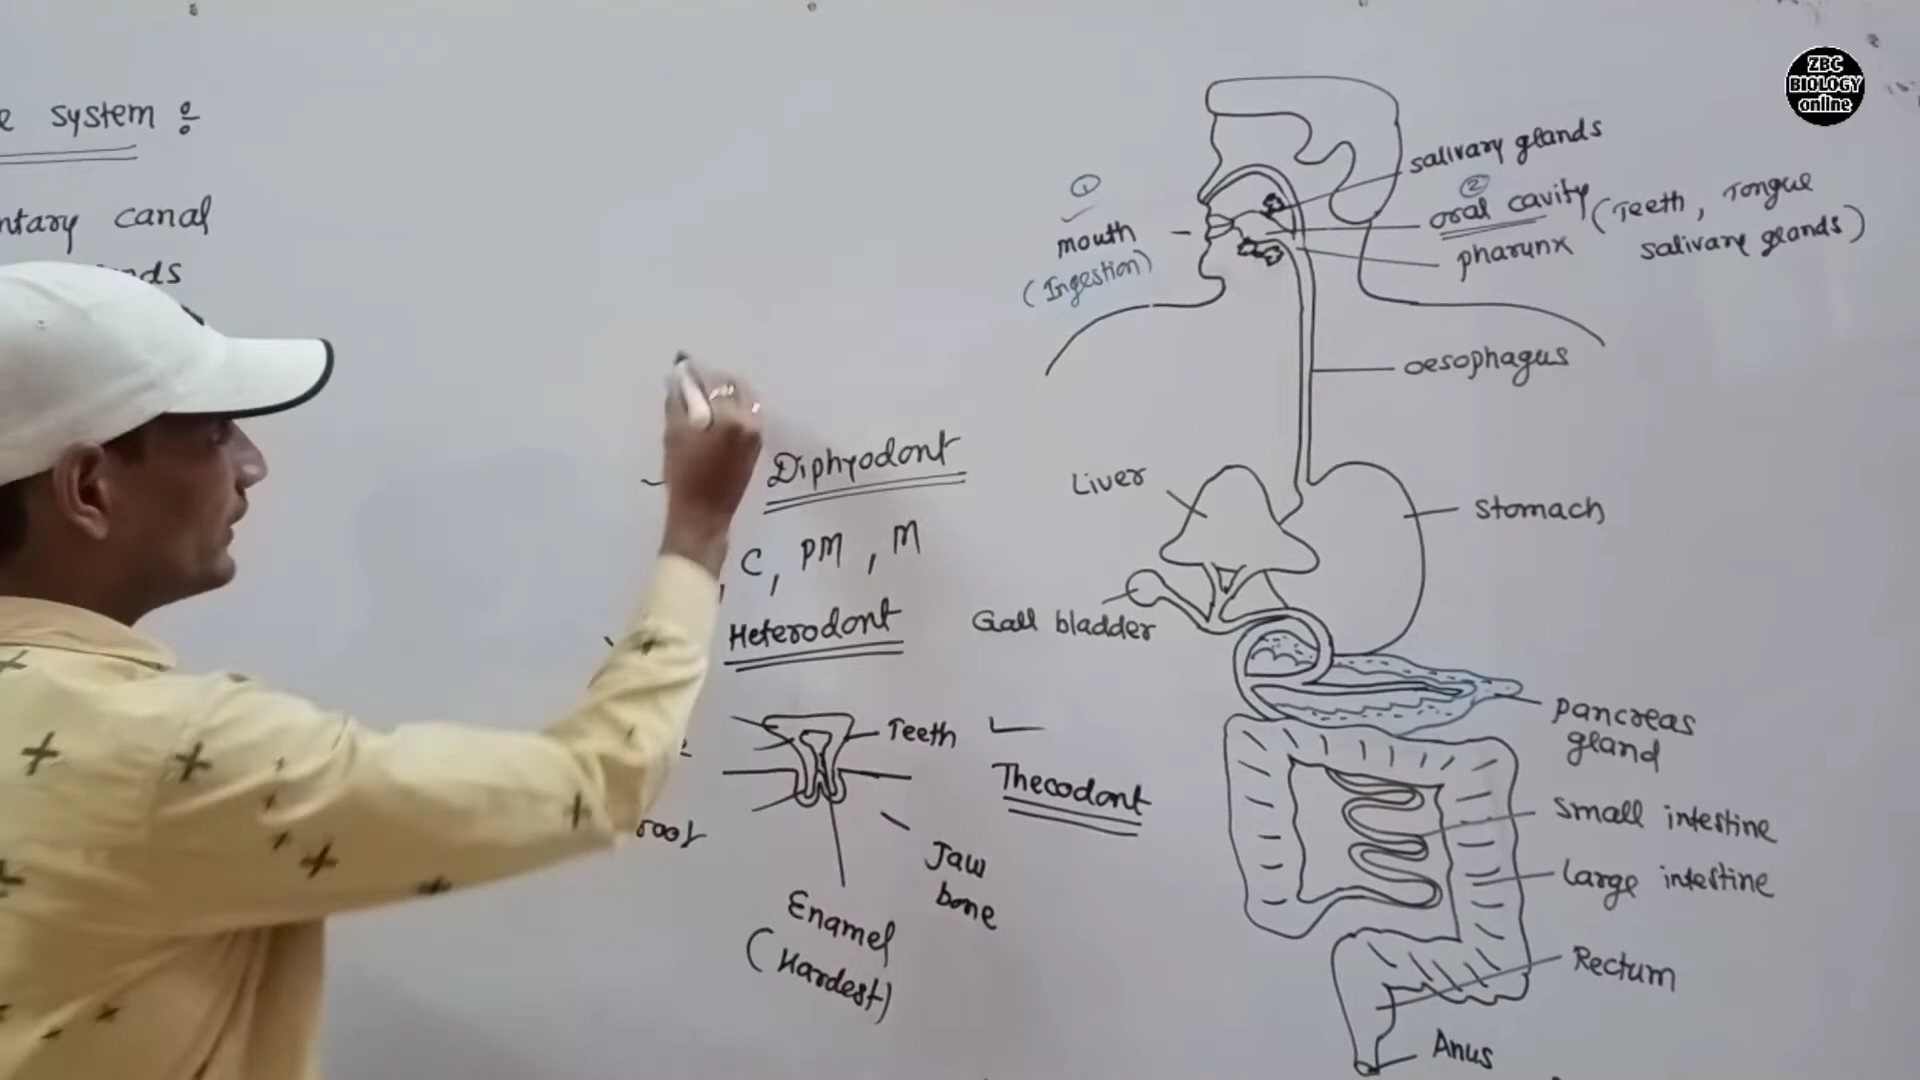 system :
canal
Diphyodont
C, PM, M
Heterodont
Teeth
Thecodont
root
Jaw
bone
Enamel
(Hardest)
①
mouth
(Ingestion)
salivary glands
②
oral cavity (Teeth, Tongue
salivary glands)
pharunx
oesophagus
Liver
Stomach
Gall bladder
pancreas
gland
small intestine
large intestine
Rectum
Anus
ZBC
BIOLOGY
online